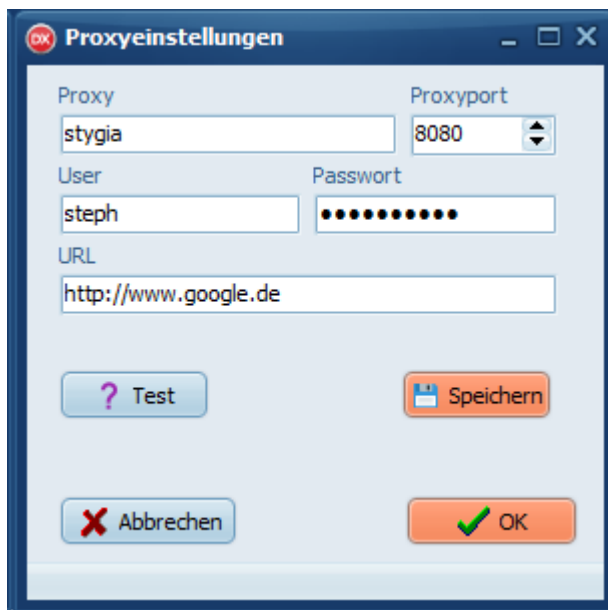 DX Proxyeinstellungen
Proxy Proxyport
stygia 8080
User Passwort
steph ••••••••••
URL
http://www.google.de
? Test Speichern
Abbrechen OK